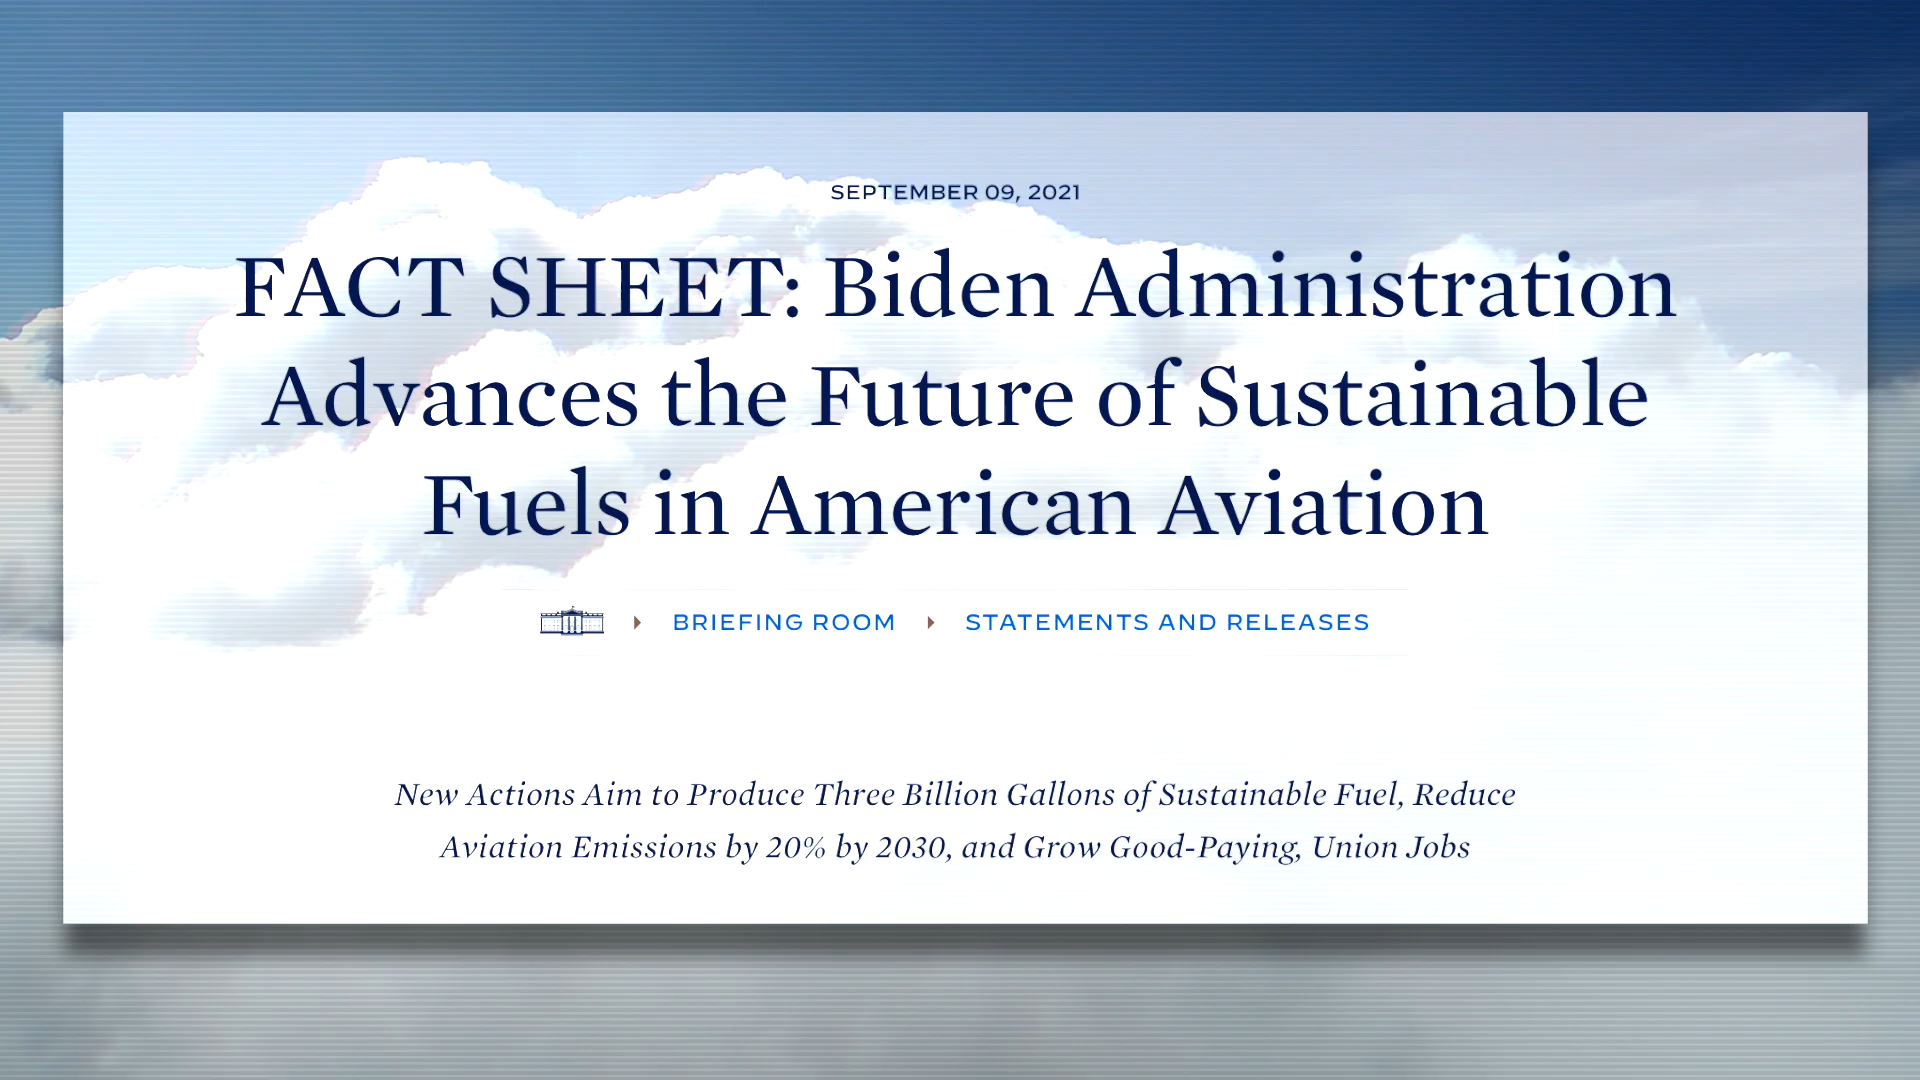 SEPTEMBER 09, 2021
FACT SHEET: Biden Administration
Advances the Future of Sustainable
Fuels in American Aviation
BRIEFING ROOM STATEMENTS AND RELEASES
New Actions Aim to Produce Three Billion Gallons of Sustainable Fuel, Reduce
Aviation Emissions by 20% by 2030, and Grow Good-Paying, Union Jobs